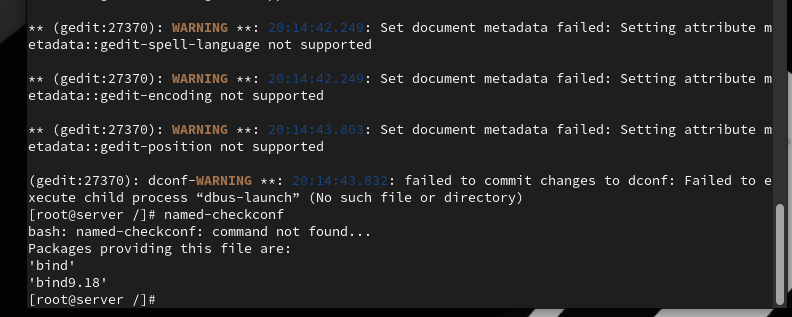 ** (gedit:27370): WARNING **: 20:14:42.249: Set document metadata failed: Setting attribute m
etadata::gedit-spell-language not supported
** (gedit:27370): WARNING **: 20:14:42.249: Set document metadata failed: Setting attribute m
etadata::gedit-encoding not supported
** (gedit:27370): WARNING **: 20:14:43.803: Set document metadata failed: Setting attribute m
etadata::gedit-position not supported
(gedit:27370): dconf-WARNING **: 20:14:43.832: failed to commit changes to dconf: Failed to e
xecute child process “dbus-launch” (No such file or directory)
[root@server /]# named-checkconf
bash: named-checkconf: command not found...
Packages providing this file are:
'bind'
'bind9.18'
[root@server /]#